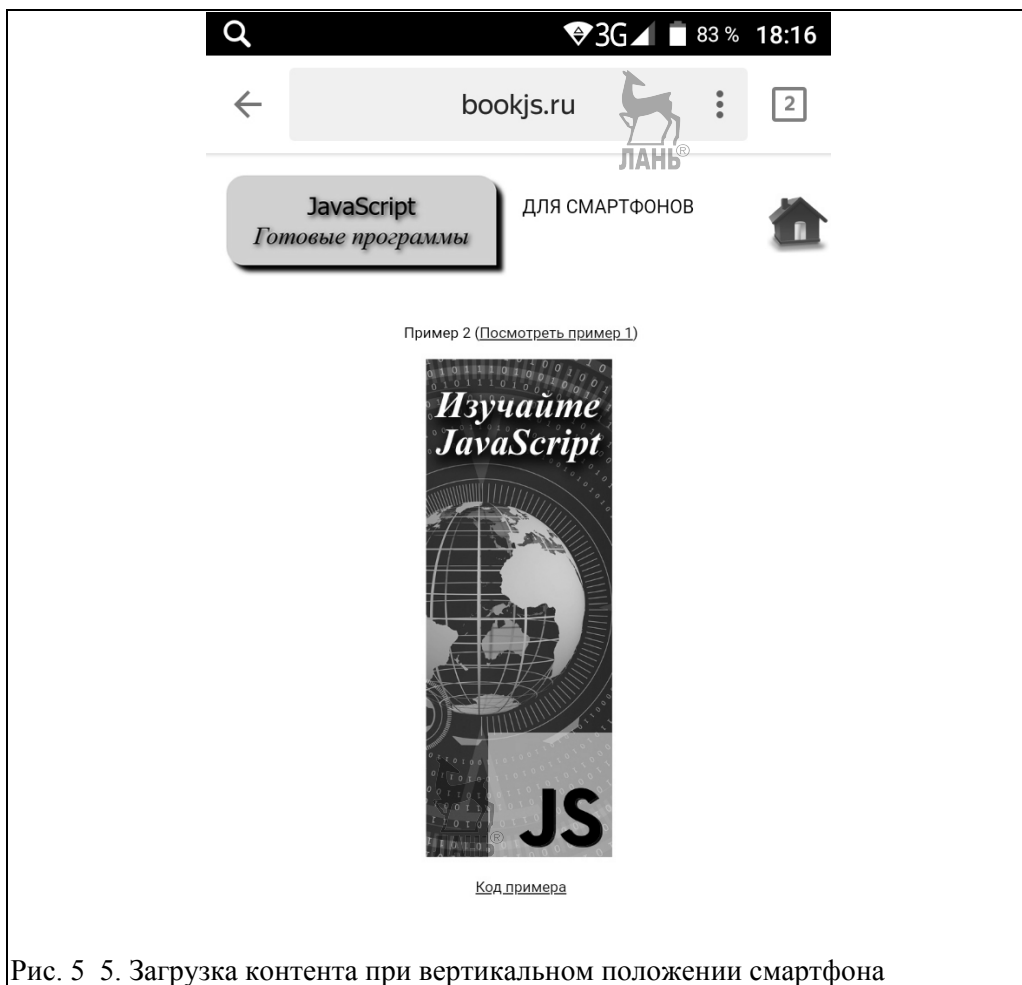 3G 83 % 18:16
bookjs.ru 2
ЛАНЬ®
JavaScript
Готовые программы
ДЛЯ СМАРТФОНОВ
Пример 2 (Посмотреть пример 1)
Изучайте
JavaScript
JS
®
Код примера
Рис. 5 5. Загрузка контента при вертикальном положении смартфона